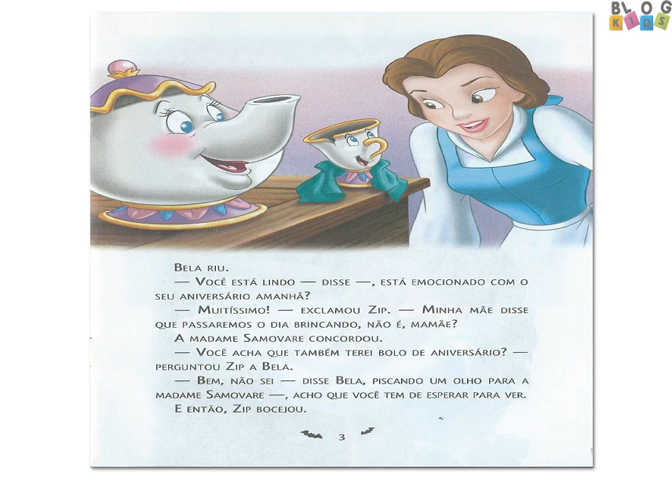 BLOG
KIDS
BELA RIU.
— VOCÊ ESTÁ LINDO — DISSE —, ESTÁ EMOCIONADO COM O
SEU ANIVERSÁRIO AMANHÃ?
— MUITÍSSIMO! — EXCLAMOU ZIP. — MINHA MÃE DISSE
QUE PASSAREMOS O DIA BRINCANDO, NÃO É, MAMÃE?
A MADAME SAMOVARE CONCORDOU.
— VOCÊ ACHA QUE TAMBÉM TEREI BOLO DE ANIVERSÁRIO? —
PERGUNTOU ZIP A BELA.
— BEM, NÃO SEI — DISSE BELA, PISCANDO UM OLHO PARA A
MADAME SAMOVARE —, ACHO QUE VOCÊ TEM DE ESPERAR PARA VER.
E ENTÃO, ZIP BOCEJOU.
3